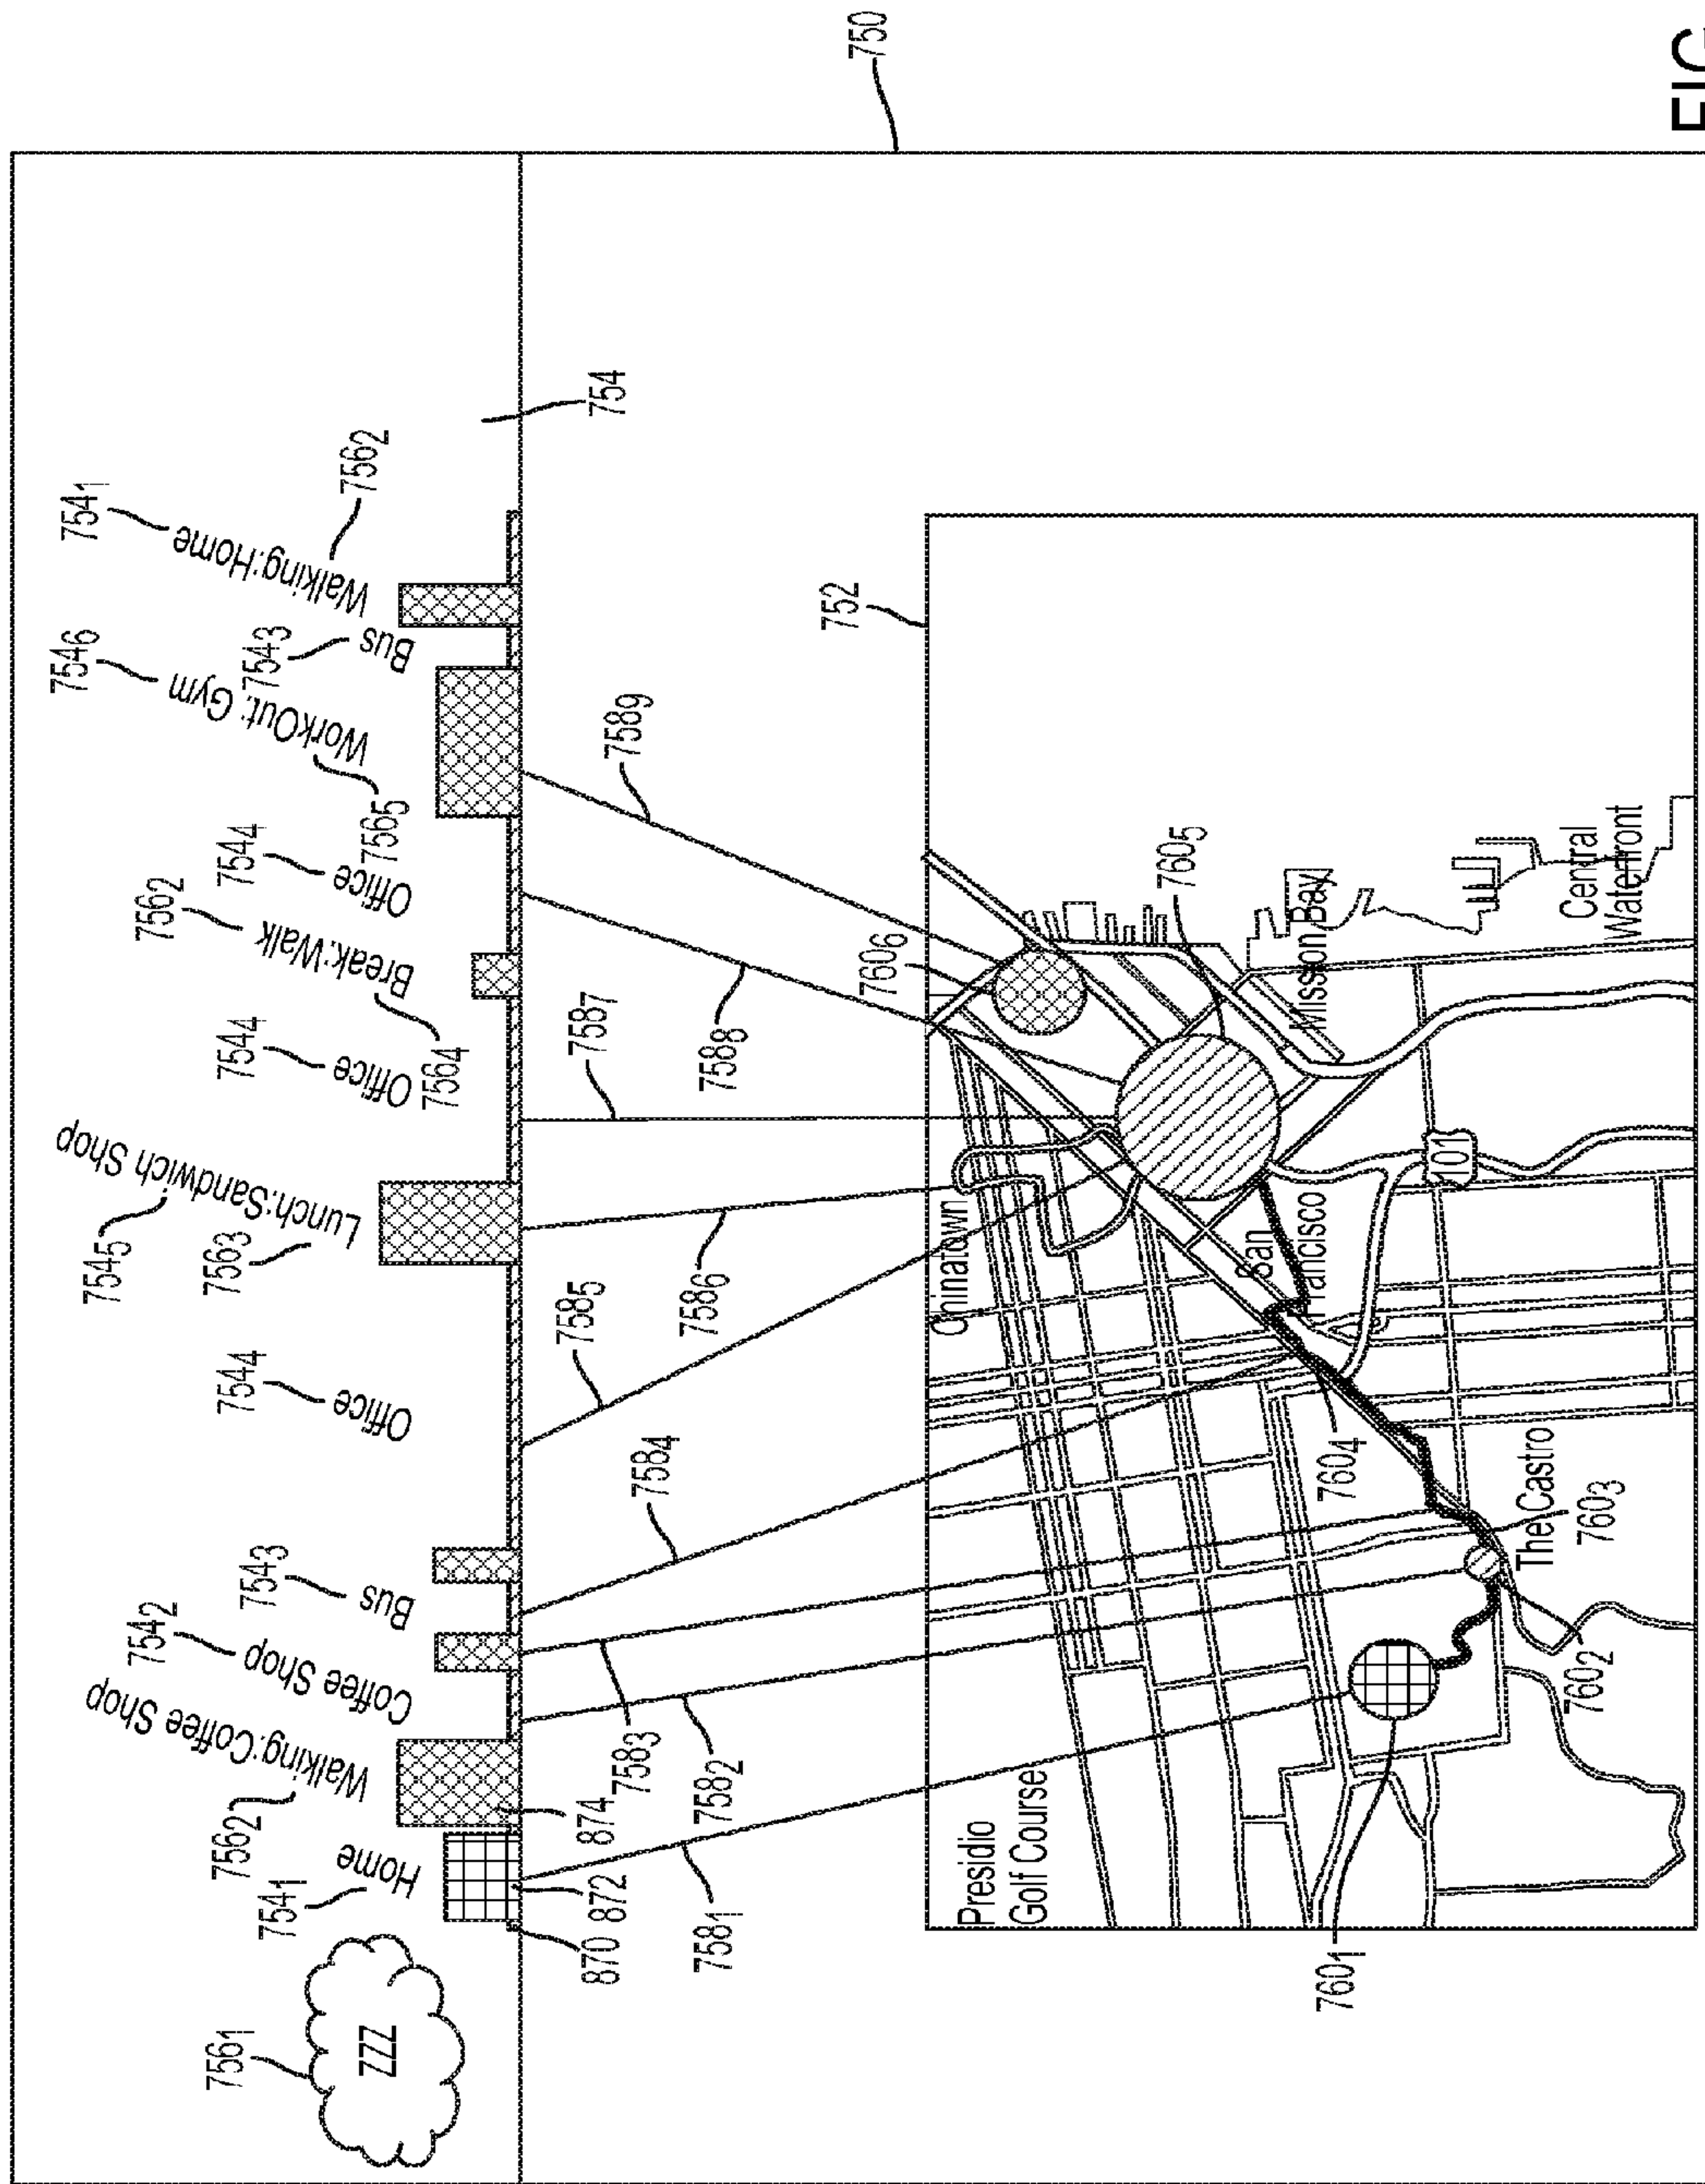 756₁
ZZZ
754₁
Home
756₂
Walking:Coffee Shop
754₂
Coffee Shop
754₃
Bus
754₄
Office
754₅
756₃
Lunch:Sandwich Shop
754₄
Office
756₄
756₂
Break:Walk
754₄
Office
756₅
754₆
WorkOut: Gym
754₃
Bus
754₁
Walking:Home
756₂
754
870
872
874
758₁
758₂
758₃
758₄
758₅
758₆
758₇
758₈
758₉
750
752
Presidio
Golf Course
Chinatown
760₆
760₅
San
Francisco
Mission Bay
101
Central
Waterfront
760₄
The Castro
760₃
760₂
760₁
FIG